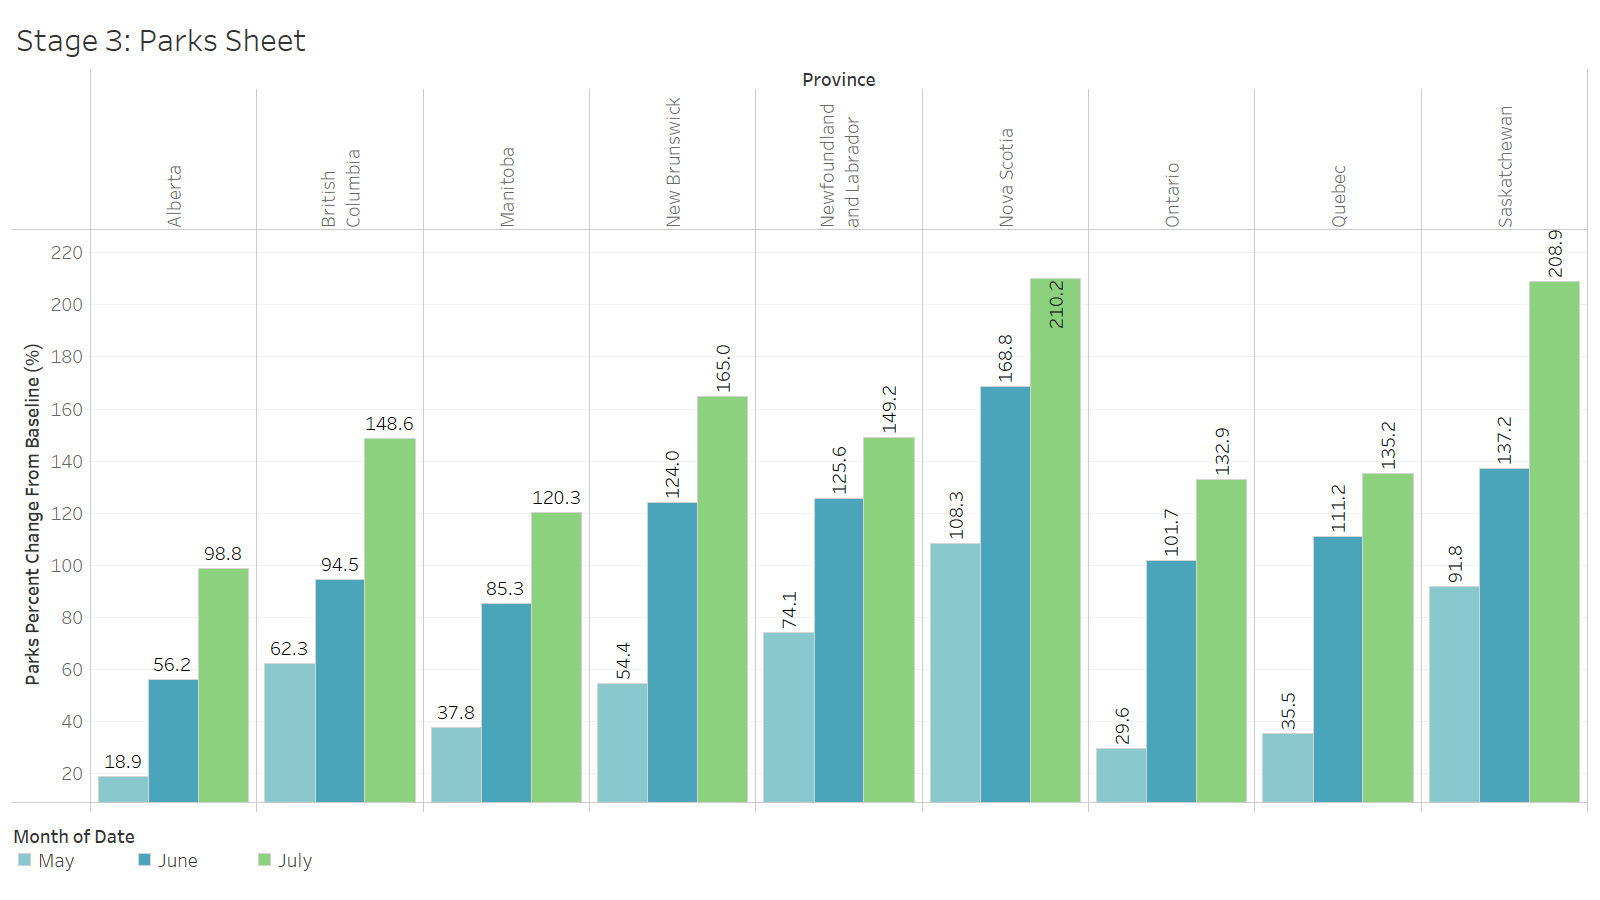 Stage 3: Parks Sheet
Province
Alberta
British
Columbia
Manitoba
New Brunswick
Newfoundland
and Labrador
Nova Scotia
Ontario
Quebec
Saskatchewan
Parks Percent Change From Baseline (%)
220
200
180
160
140
120
100
80
60
40
20
18.9
56.2
98.8
62.3
94.5
148.6
37.8
85.3
120.3
54.4
124.0
165.0
74.1
125.6
149.2
108.3
168.8
210.2
29.6
101.7
132.9
35.5
111.2
135.2
91.8
137.2
208.9
Month of Date
May
June
July